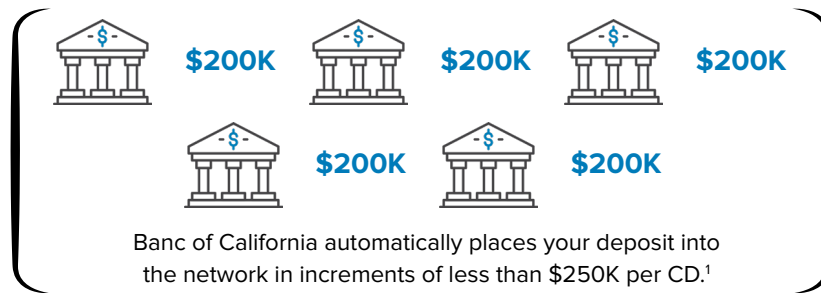 $ $200K $ $200K $ $200K
$ $200K $ $200K
Banc of California automatically places your deposit into
the network in increments of less than $250K per CD.¹